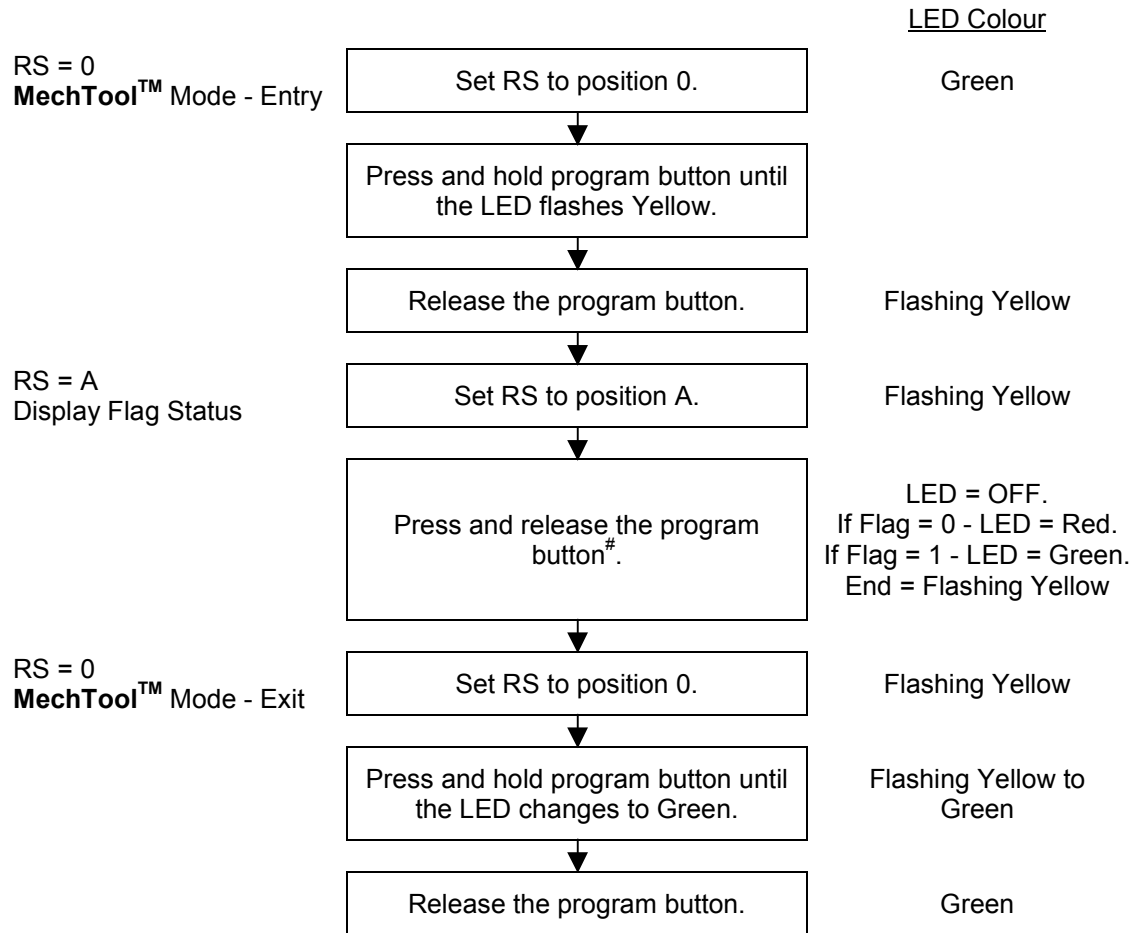 LED Colour
RS = 0
MechTool™ Mode - Entry
Set RS to position 0.
Green
Press and hold program button until
the LED flashes Yellow.
Release the program button.
Flashing Yellow
RS = A
Display Flag Status
Set RS to position A.
Flashing Yellow
Press and release the program
button#.
LED = OFF.
If Flag = 0 - LED = Red.
If Flag = 1 - LED = Green.
End = Flashing Yellow
RS = 0
MechTool™ Mode - Exit
Set RS to position 0.
Flashing Yellow
Press and hold program button until
the LED changes to Green.
Flashing Yellow to
Green
Release the program button.
Green